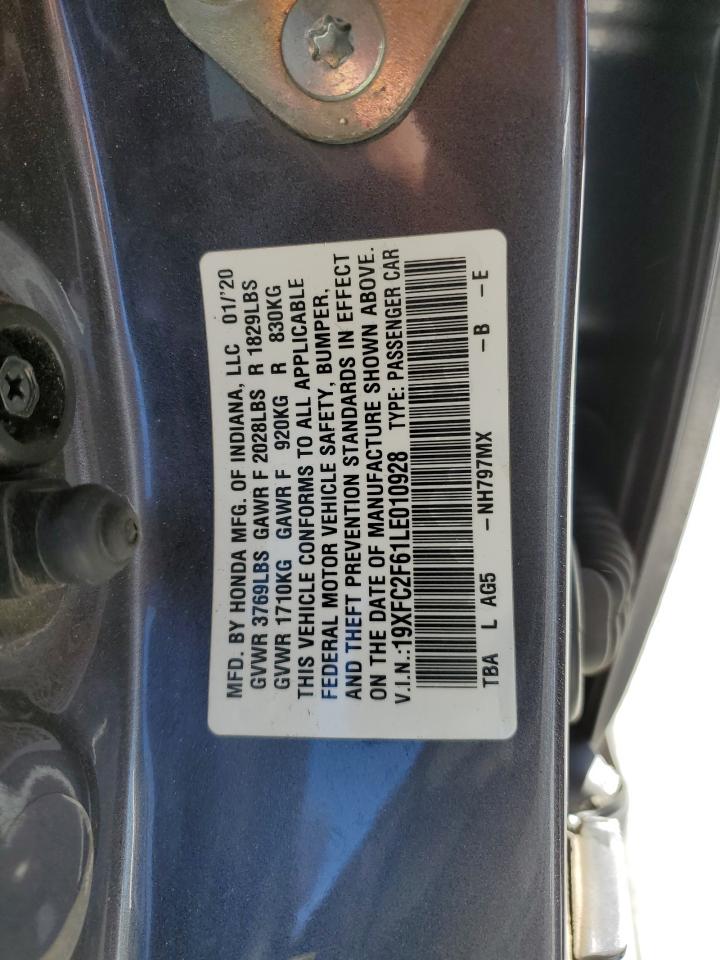 MFD. BY HONDA MFG. OF INDIANA, LLC 01/'20
GVWR 3769LBS GAWR F 2028LBS R 1829LBS
GVWR 1710KG GAWR F 920KG R 830KG
THIS VEHICLE CONFORMS TO ALL APPLICABLE
FEDERAL MOTOR VEHICLE SAFETY, BUMPER,
AND THEFT PREVENTION STANDARDS IN EFFECT
ON THE DATE OF MANUFACTURE SHOWN ABOVE.
V.I.N.:19XFC2F61LE010928 TYPE: PASSENGER CAR
TBA L AG5 -NH797MX -B -E